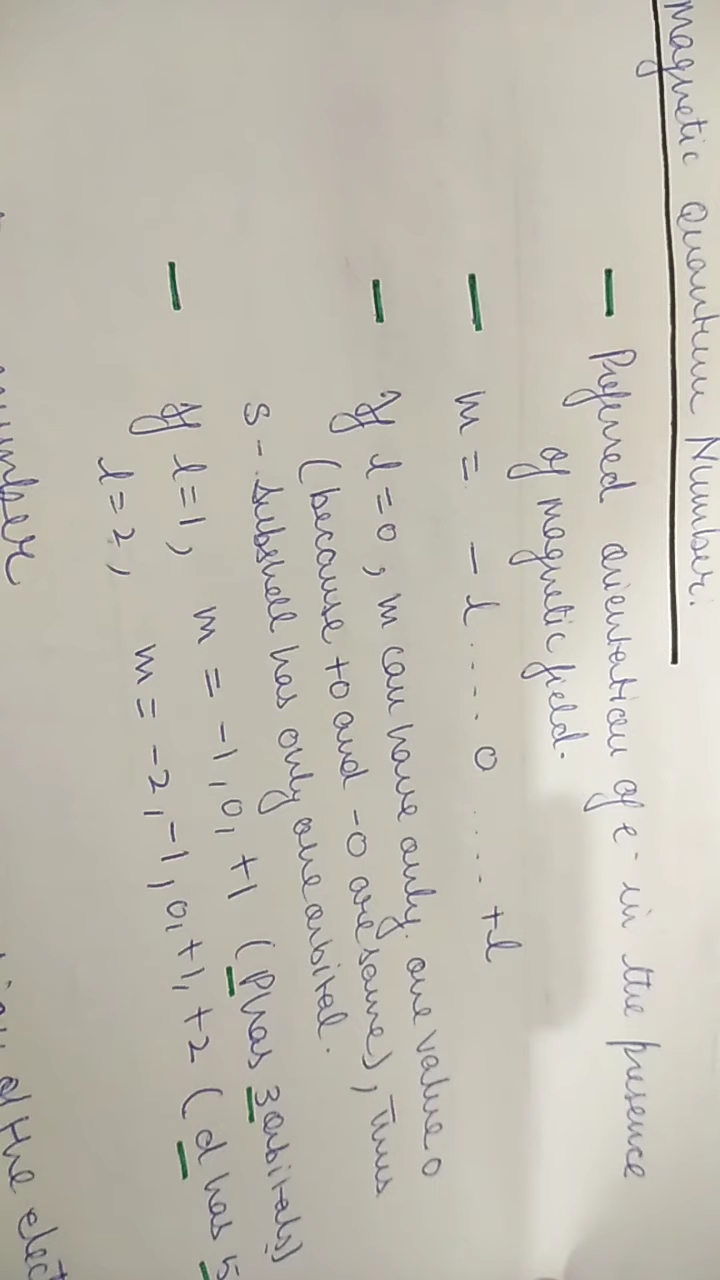 Magnetic Quantum Number:
- Preferred orientation of e- in the presence
of magnetic field.
- m = -l .... 0 .... +l
- If l=0, m can have only one value 0
(because +0 and -0 are same), Thus
s-subshell has only one orbital.
- If l=1, m = -1, 0, +1 (P has 3 orbitals)
l=2, m = -2, -1, 0, +1, +2 (d has 5
number
of the elect